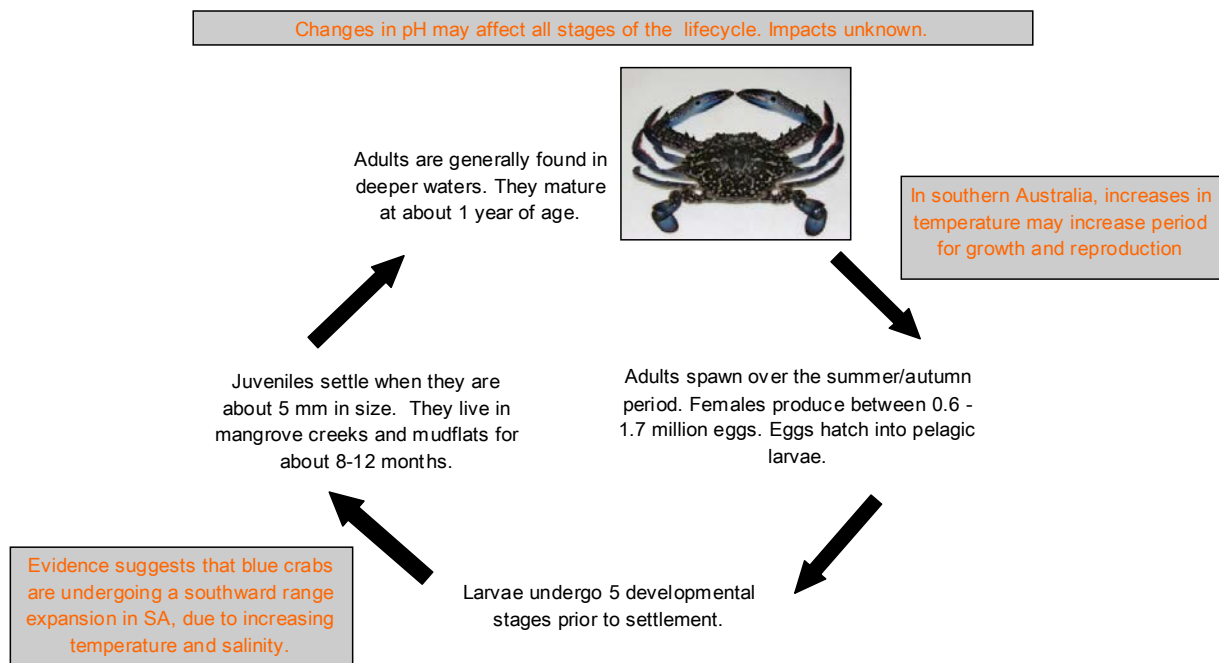 Changes in pH may affect all stages of the lifecycle. Impacts unknown.
Adults are generally found in
deeper waters. They mature
at about 1 year of age.
In southern Australia, increases in
temperature may increase period
for growth and reproduction
Adults spawn over the summer/autumn
period. Females produce between 0.6 -
1.7 million eggs. Eggs hatch into pelagic
larvae.
Larvae undergo 5 developmental
stages prior to settlement.
Juveniles settle when they are
about 5 mm in size. They live in
mangrove creeks and mudflats for
about 8-12 months.
Evidence suggests that blue crabs
are undergoing a southward range
expansion in SA, due to increasing
temperature and salinity.